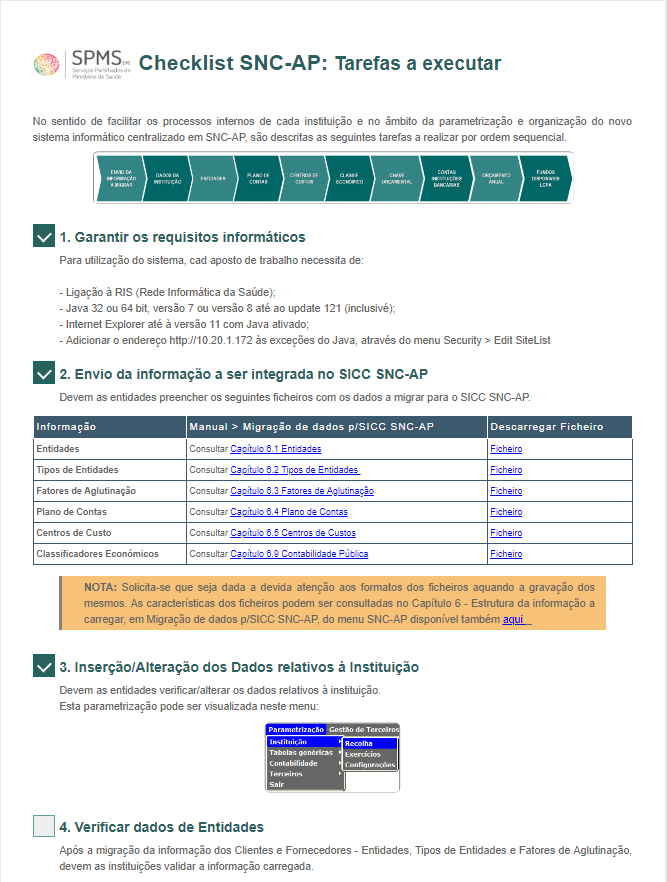 SPMS EPE
Serviços Partilhados do
Ministério da Saúde
Checklist SNC-AP: Tarefas a executar
No sentido de facilitar os processos internos de cada instituição e no âmbito da parametrização e organização do novo
sistema informático centralizado em SNC-AP, são descritas as seguintes tarefas a realizar por ordem sequencial.
ENVIO DA INFORMAÇÃO A MIGRAR
DADOS DA INSTITUIÇÃO
ENTIDADES
PLANO DE CONTAS
CENTROS DE CUSTOS
CLASSIF. ECONÓMICO
CHAVE ORÇAMENTAL
CONTAS INSTITUIÇÕES BANCÁRIAS
ORÇAMENTO ANUAL
FUNDOS DISPONÍVEIS LCPA
1. Garantir os requisitos informáticos
Para utilização do sistema, cad aposto de trabalho necessita de:
- Ligação à RIS (Rede Informática da Saúde);
- Java 32 ou 64 bit, versão 7 ou versão 8 até ao update 121 (inclusivé);
- Internet Explorer até à versão 11 com Java ativado;
- Adicionar o endereço http://10.20.1.172 às exceções do Java, através do menu Security > Edit SiteList
2. Envio da informação a ser integrada no SICC SNC-AP
Devem as entidades preencher os seguintes ficheiros com os dados a migrar para o SICC SNC-AP.
Informação Manual > Migração de dados p/SICC SNC-AP Descarregar Ficheiro
Entidades Consultar Capítulo 6.1 Entidades Ficheiro
Tipos de Entidades Consultar Capítulo 6.2 Tipos de Entidades Ficheiro
Fatores de Aglutinação Consultar Capítulo 6.3 Fatores de Aglutinação Ficheiro
Plano de Contas Consultar Capítulo 6.4 Plano de Contas Ficheiro
Centros de Custo Consultar Capítulo 6.5 Centros de Custos Ficheiro
Classificadores Económicos Consultar Capítulo 6.9 Contabilidade Pública Ficheiro
NOTA: Solicita-se que seja dada a devida atenção aos formatos dos ficheiros aquando a gravação dos
mesmos. As características dos ficheiros podem ser consultadas no Capítulo 6 - Estrutura da informação a
carregar, em Migração de dados p/SICC SNC-AP, do menu SNC-AP disponível também aqui
3. Inserção/Alteração dos Dados relativos à Instituição
Devem as entidades verificar/alterar os dados relativos à instituição.
Esta parametrização pode ser visualizada neste menu:
Parametrização Gestão de Terceiros
Instituição Recolha
Tabelas genéricas Exercícios
Contabilidade Configurações
Terceiros
Sair
4. Verificar dados de Entidades
Após a migração da informação dos Clientes e Fornecedores - Entidades, Tipos de Entidades e Fatores de Aglutinação,
devem as instituições validar a informação carregada.